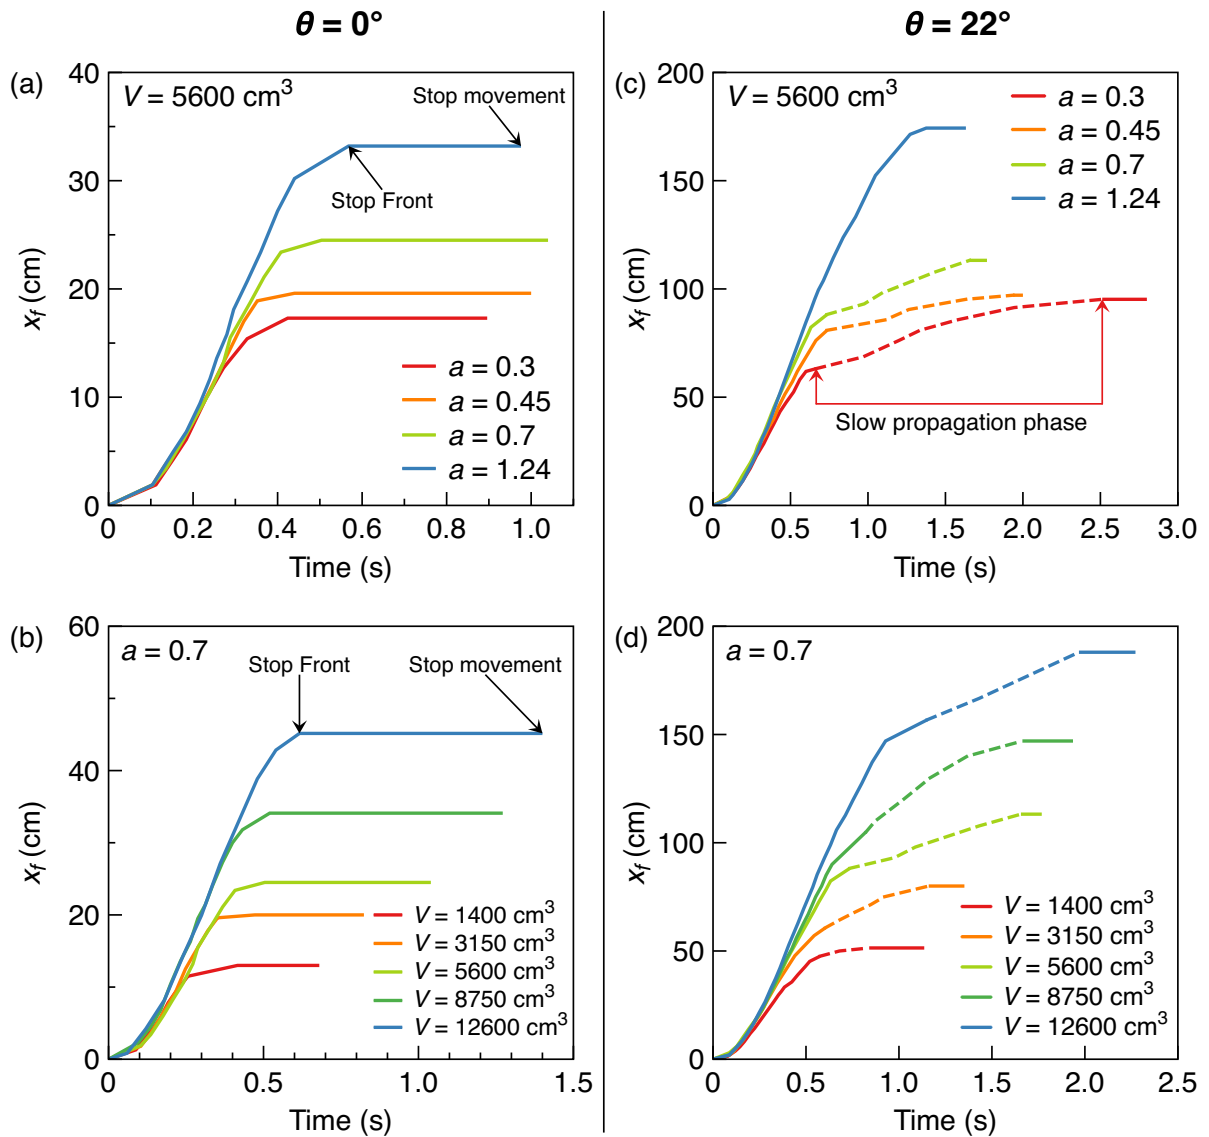 θ = 0°
θ = 22°
(a)
V = 5600 cm³
Stop movement
Stop Front
40
30
20
10
0
x_f (cm)
a = 0.3
a = 0.45
a = 0.7
a = 1.24
0 0.2 0.4 0.6 0.8 1.0
Time (s)
(c)
V = 5600 cm³
a = 0.3
a = 0.45
a = 0.7
a = 1.24
200
150
100
50
0
x_f (cm)
Slow propagation phase
0 0.5 1.0 1.5 2.0 2.5 3.0
Time (s)
(b)
a = 0.7
Stop Front
Stop movement
60
40
20
0
x_f (cm)
V = 1400 cm³
V = 3150 cm³
V = 5600 cm³
V = 8750 cm³
V = 12600 cm³
0 0.5 1.0 1.5
Time (s)
(d)
a = 0.7
200
150
100
50
0
x_f (cm)
V = 1400 cm³
V = 3150 cm³
V = 5600 cm³
V = 8750 cm³
V = 12600 cm³
0 0.5 1.0 1.5 2.0 2.5
Time (s)